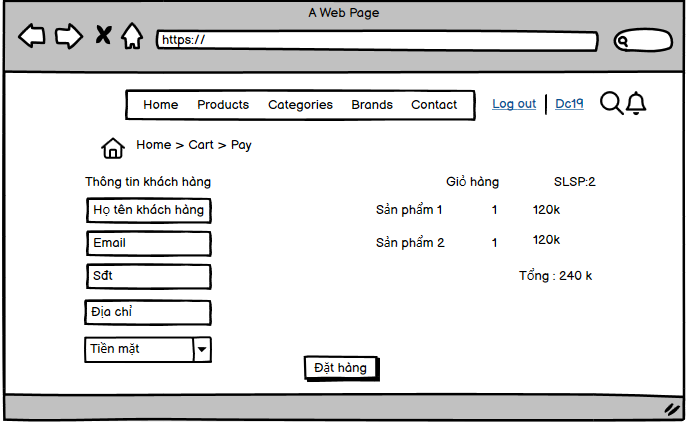 A Web Page
https://
Home Products Categories Brands Contact Log out Dc19
Home > Cart > Pay
Thông tin khách hàng Giỏ hàng SLSP:2
Họ tên khách hàng Sản phẩm 1 1 120k
Email Sản phẩm 2 1 120k
Sđt Tổng : 240 k
Địa chỉ
Tiền mặt
Đặt hàng